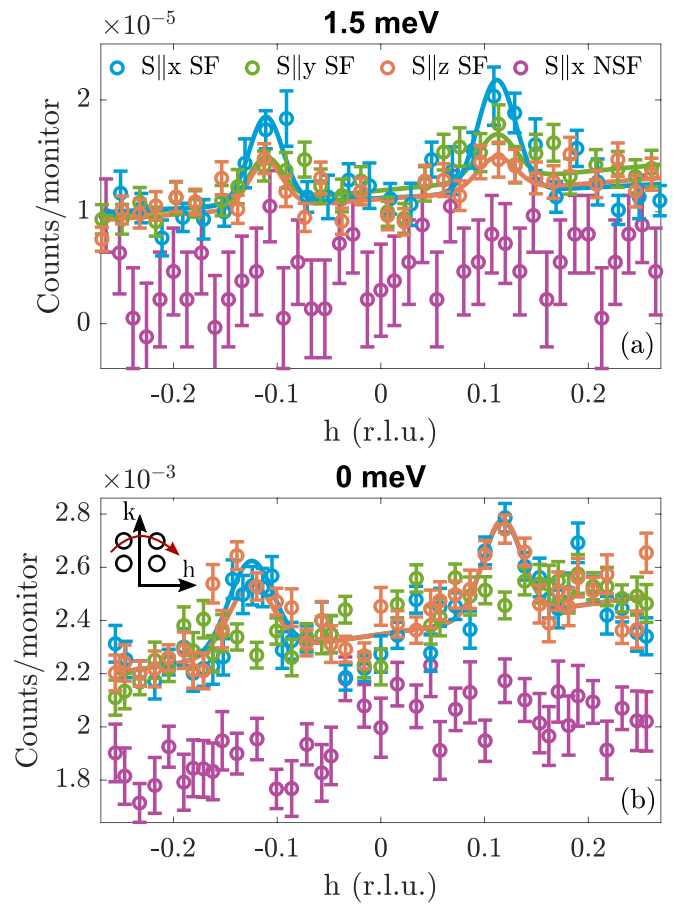 1.5 meV
×10⁻⁵
S||x SF S||y SF S||z SF S||x NSF
2
1
0
Counts/monitor
(a)
-0.2 -0.1 0 0.1 0.2
h (r.l.u.)
0 meV
×10⁻³
2.8
2.6
2.4
2.2
2
1.8
Counts/monitor
k
h
(b)
-0.2 -0.1 0 0.1 0.2
h (r.l.u.)